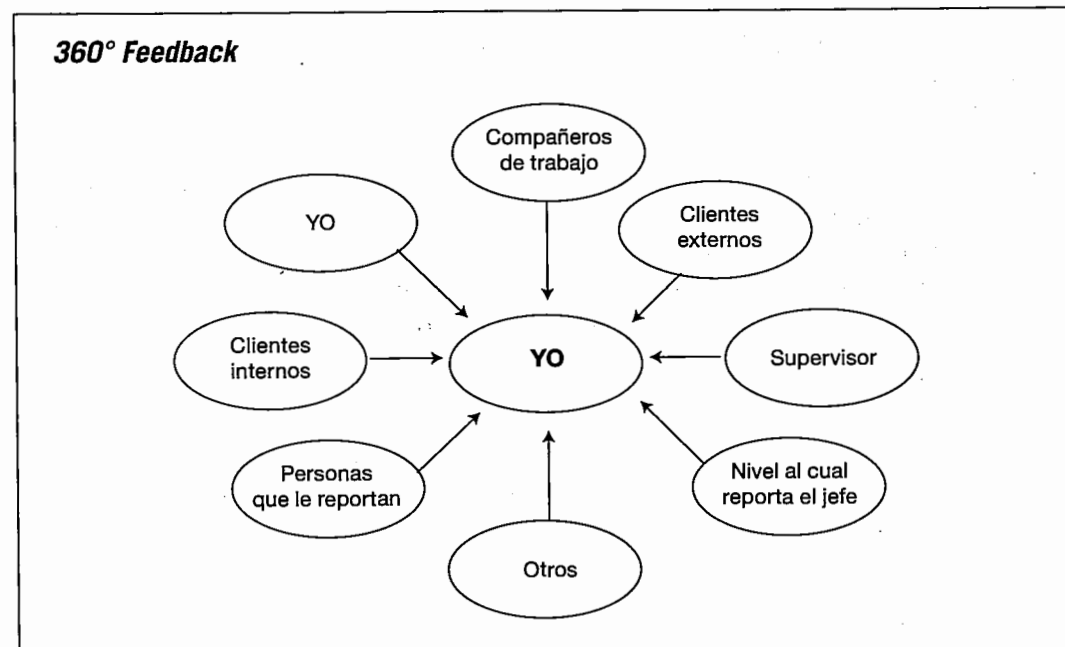 360° Feedback
Compañeros
de trabajo
YO
Clientes
externos
Clientes
internos
YO
Supervisor
Personas
que le reportan
Nivel al cual
reporta el jefe
Otros